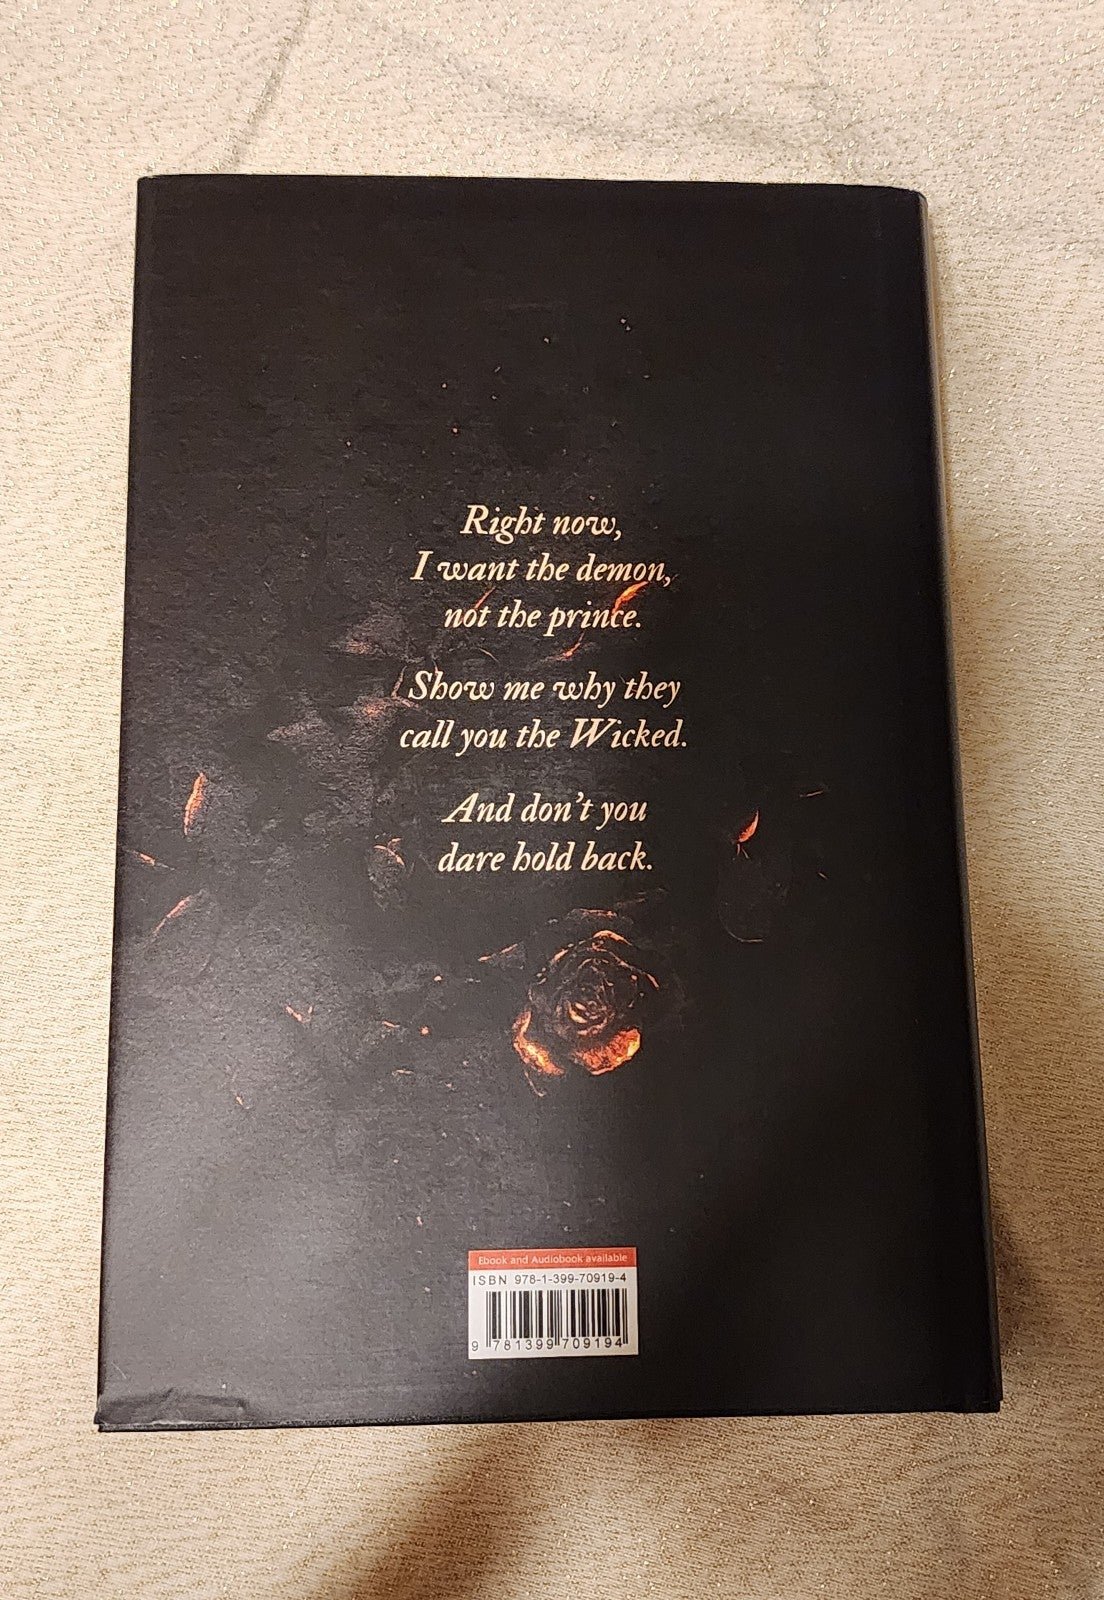 Right now,
I want the demon,
not the prince.
Show me why they
call you the Wicked.
And don't you
dare hold back.
Ebook and Audiobook available
ISBN 978-1-399-70919-4
9 781399 709194